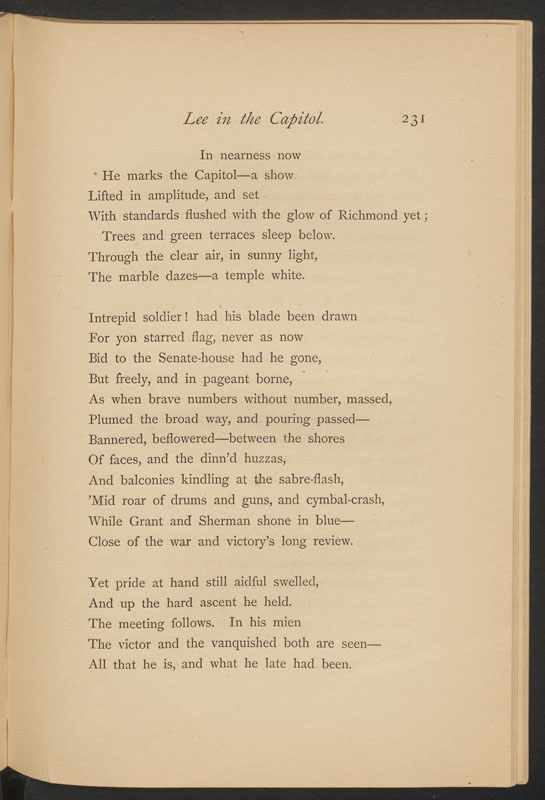 Lee in the Capitol. 231
In nearness now
He marks the Capitol—a show
Lifted in amplitude, and set
With standards flushed with the glow of Richmond yet;
Trees and green terraces sleep below.
Through the clear air, in sunny light,
The marble dazes—a temple white.
Intrepid soldier! had his blade been drawn
For yon starred flag, never as now
Bid to the Senate-house had he gone,
But freely, and in pageant borne,
As when brave numbers without number, massed,
Plumed the broad way, and pouring passed—
Bannered, beflowered—between the shores
Of faces, and the dinn'd huzzas,
And balconies kindling at the sabre-flash,
'Mid roar of drums and guns, and cymbal-crash,
While Grant and Sherman shone in blue—
Close of the war and victory's long review.
Yet pride at hand still aidful swelled,
And up the hard ascent he held.
The meeting follows. In his mien
The victor and the vanquished both are seen—
All that he is, and what he late had been.